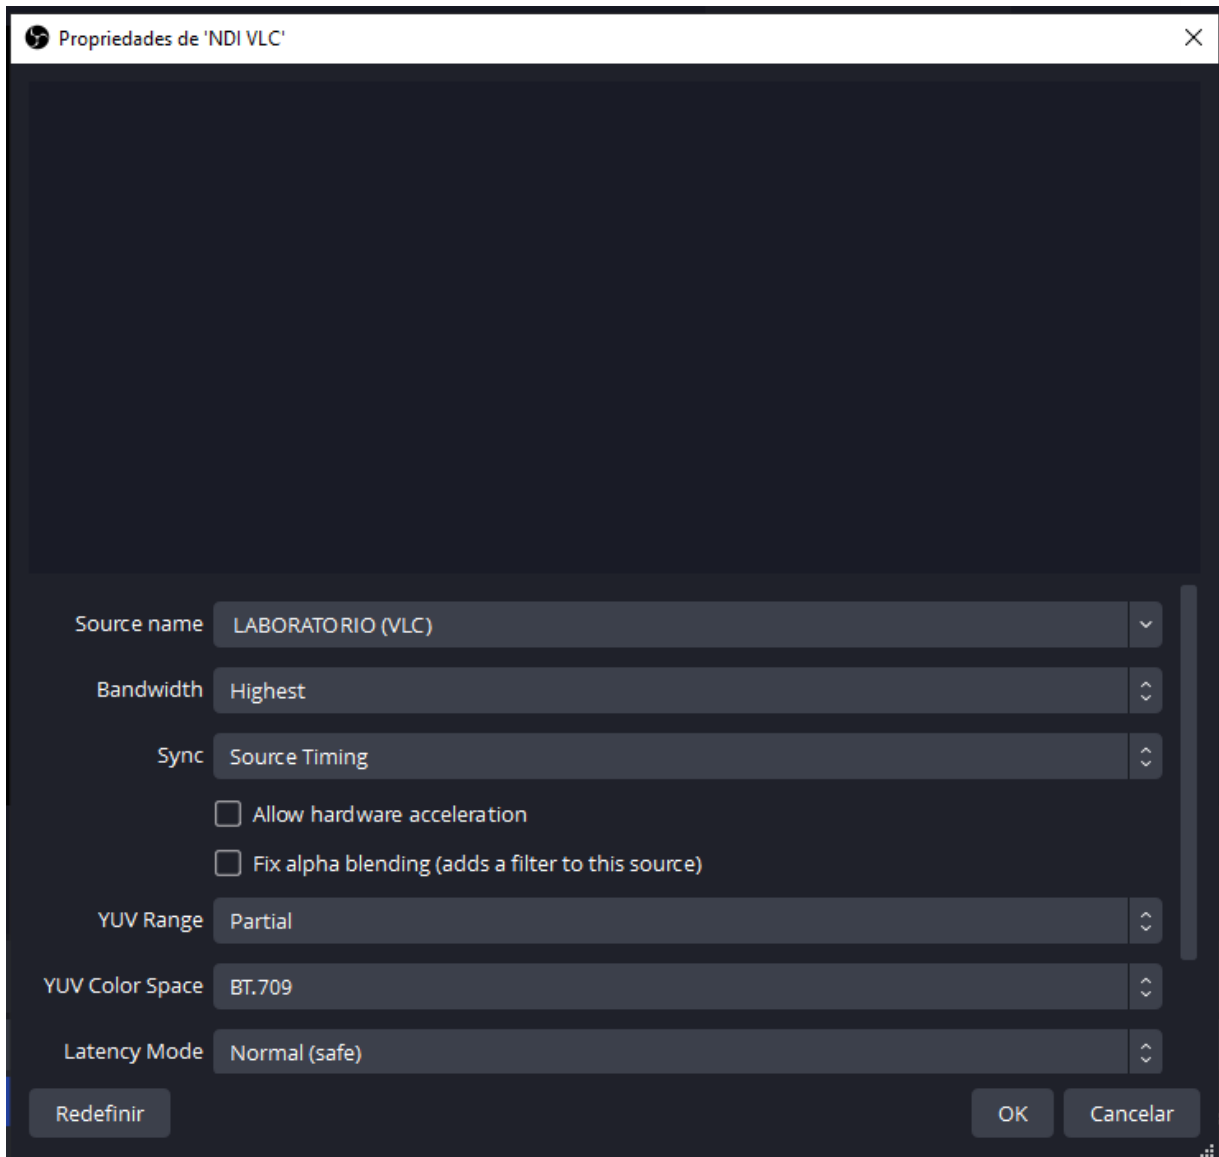 Propriedades de 'NDI VLC'
Source name LABORATORIO (VLC)
Bandwidth Highest
Sync Source Timing
Allow hardware acceleration
Fix alpha blending (adds a filter to this source)
YUV Range Partial
YUV Color Space BT.709
Latency Mode Normal (safe)
Redefinir OK Cancelar